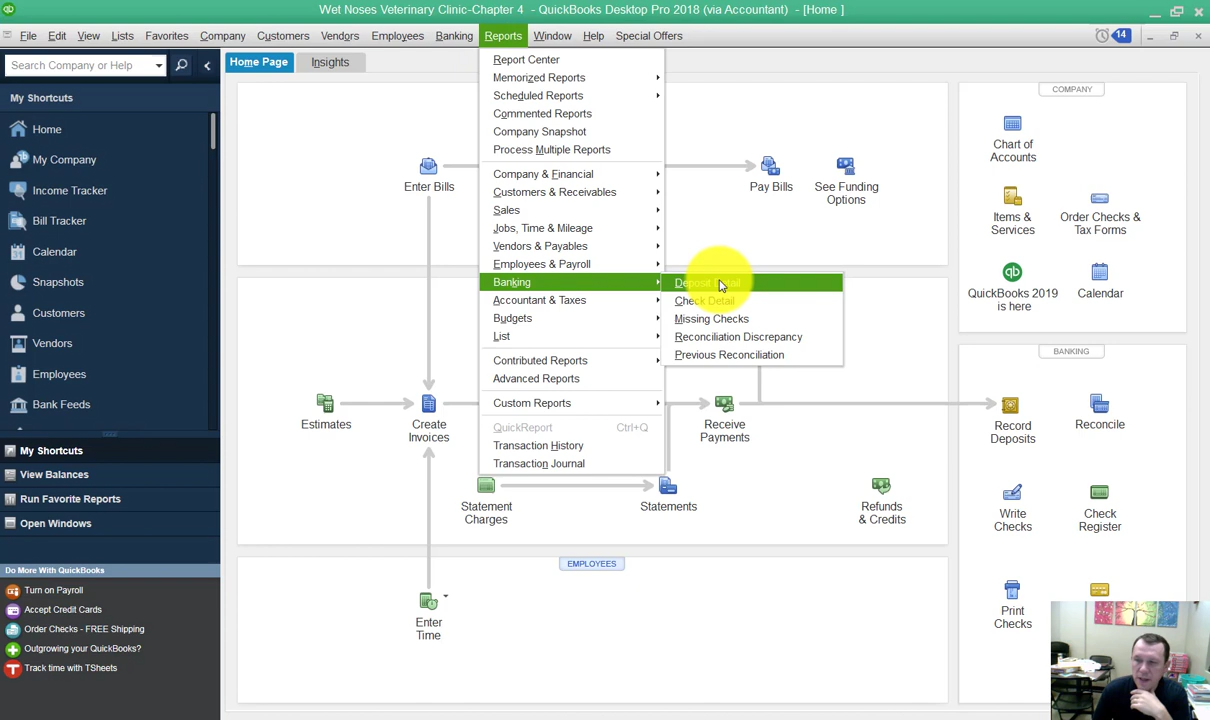 Wet Noses Veterinary Clinic-Chapter 4 - QuickBooks Desktop Pro 2018 (via Accountant) - [Home ]
File Edit View Lists Favorites Company Customers Vendors Employees Banking Reports Window Help Special Offers
14
Search Company or Help
My Shortcuts
Home
My Company
Income Tracker
Bill Tracker
Calendar
Snapshots
Customers
Vendors
Employees
Bank Feeds
My Shortcuts
View Balances
Run Favorite Reports
Open Windows
Do More With QuickBooks
Turn on Payroll
Accept Credit Cards
Order Checks - FREE Shipping
Outgrowing your QuickBooks?
Track time with TSheets
Home Page
Insights
Report Center
Memorized Reports
Scheduled Reports
Commented Reports
Company Snapshot
Process Multiple Reports
Company & Financial
Customers & Receivables
Sales
Jobs, Time & Mileage
Vendors & Payables
Employees & Payroll
Banking
Accountant & Taxes
Budgets
List
Contributed Reports
Advanced Reports
Custom Reports
QuickReport Ctrl+Q
Transaction History
Transaction Journal
Deposit Detail
Check Detail
Missing Checks
Reconciliation Discrepancy
Previous Reconciliation
Enter Bills
Pay Bills
See Funding
Options
Estimates
Create
Invoices
Receive
Payments
Statement
Charges
Statements
Refunds
& Credits
EMPLOYEES
Enter
Time
COMPANY
Chart of
Accounts
Items &
Services
Order Checks &
Tax Forms
QuickBooks 2019
is here
Calendar
BANKING
Record
Deposits
Reconcile
Write
Checks
Check
Register
Print
Checks